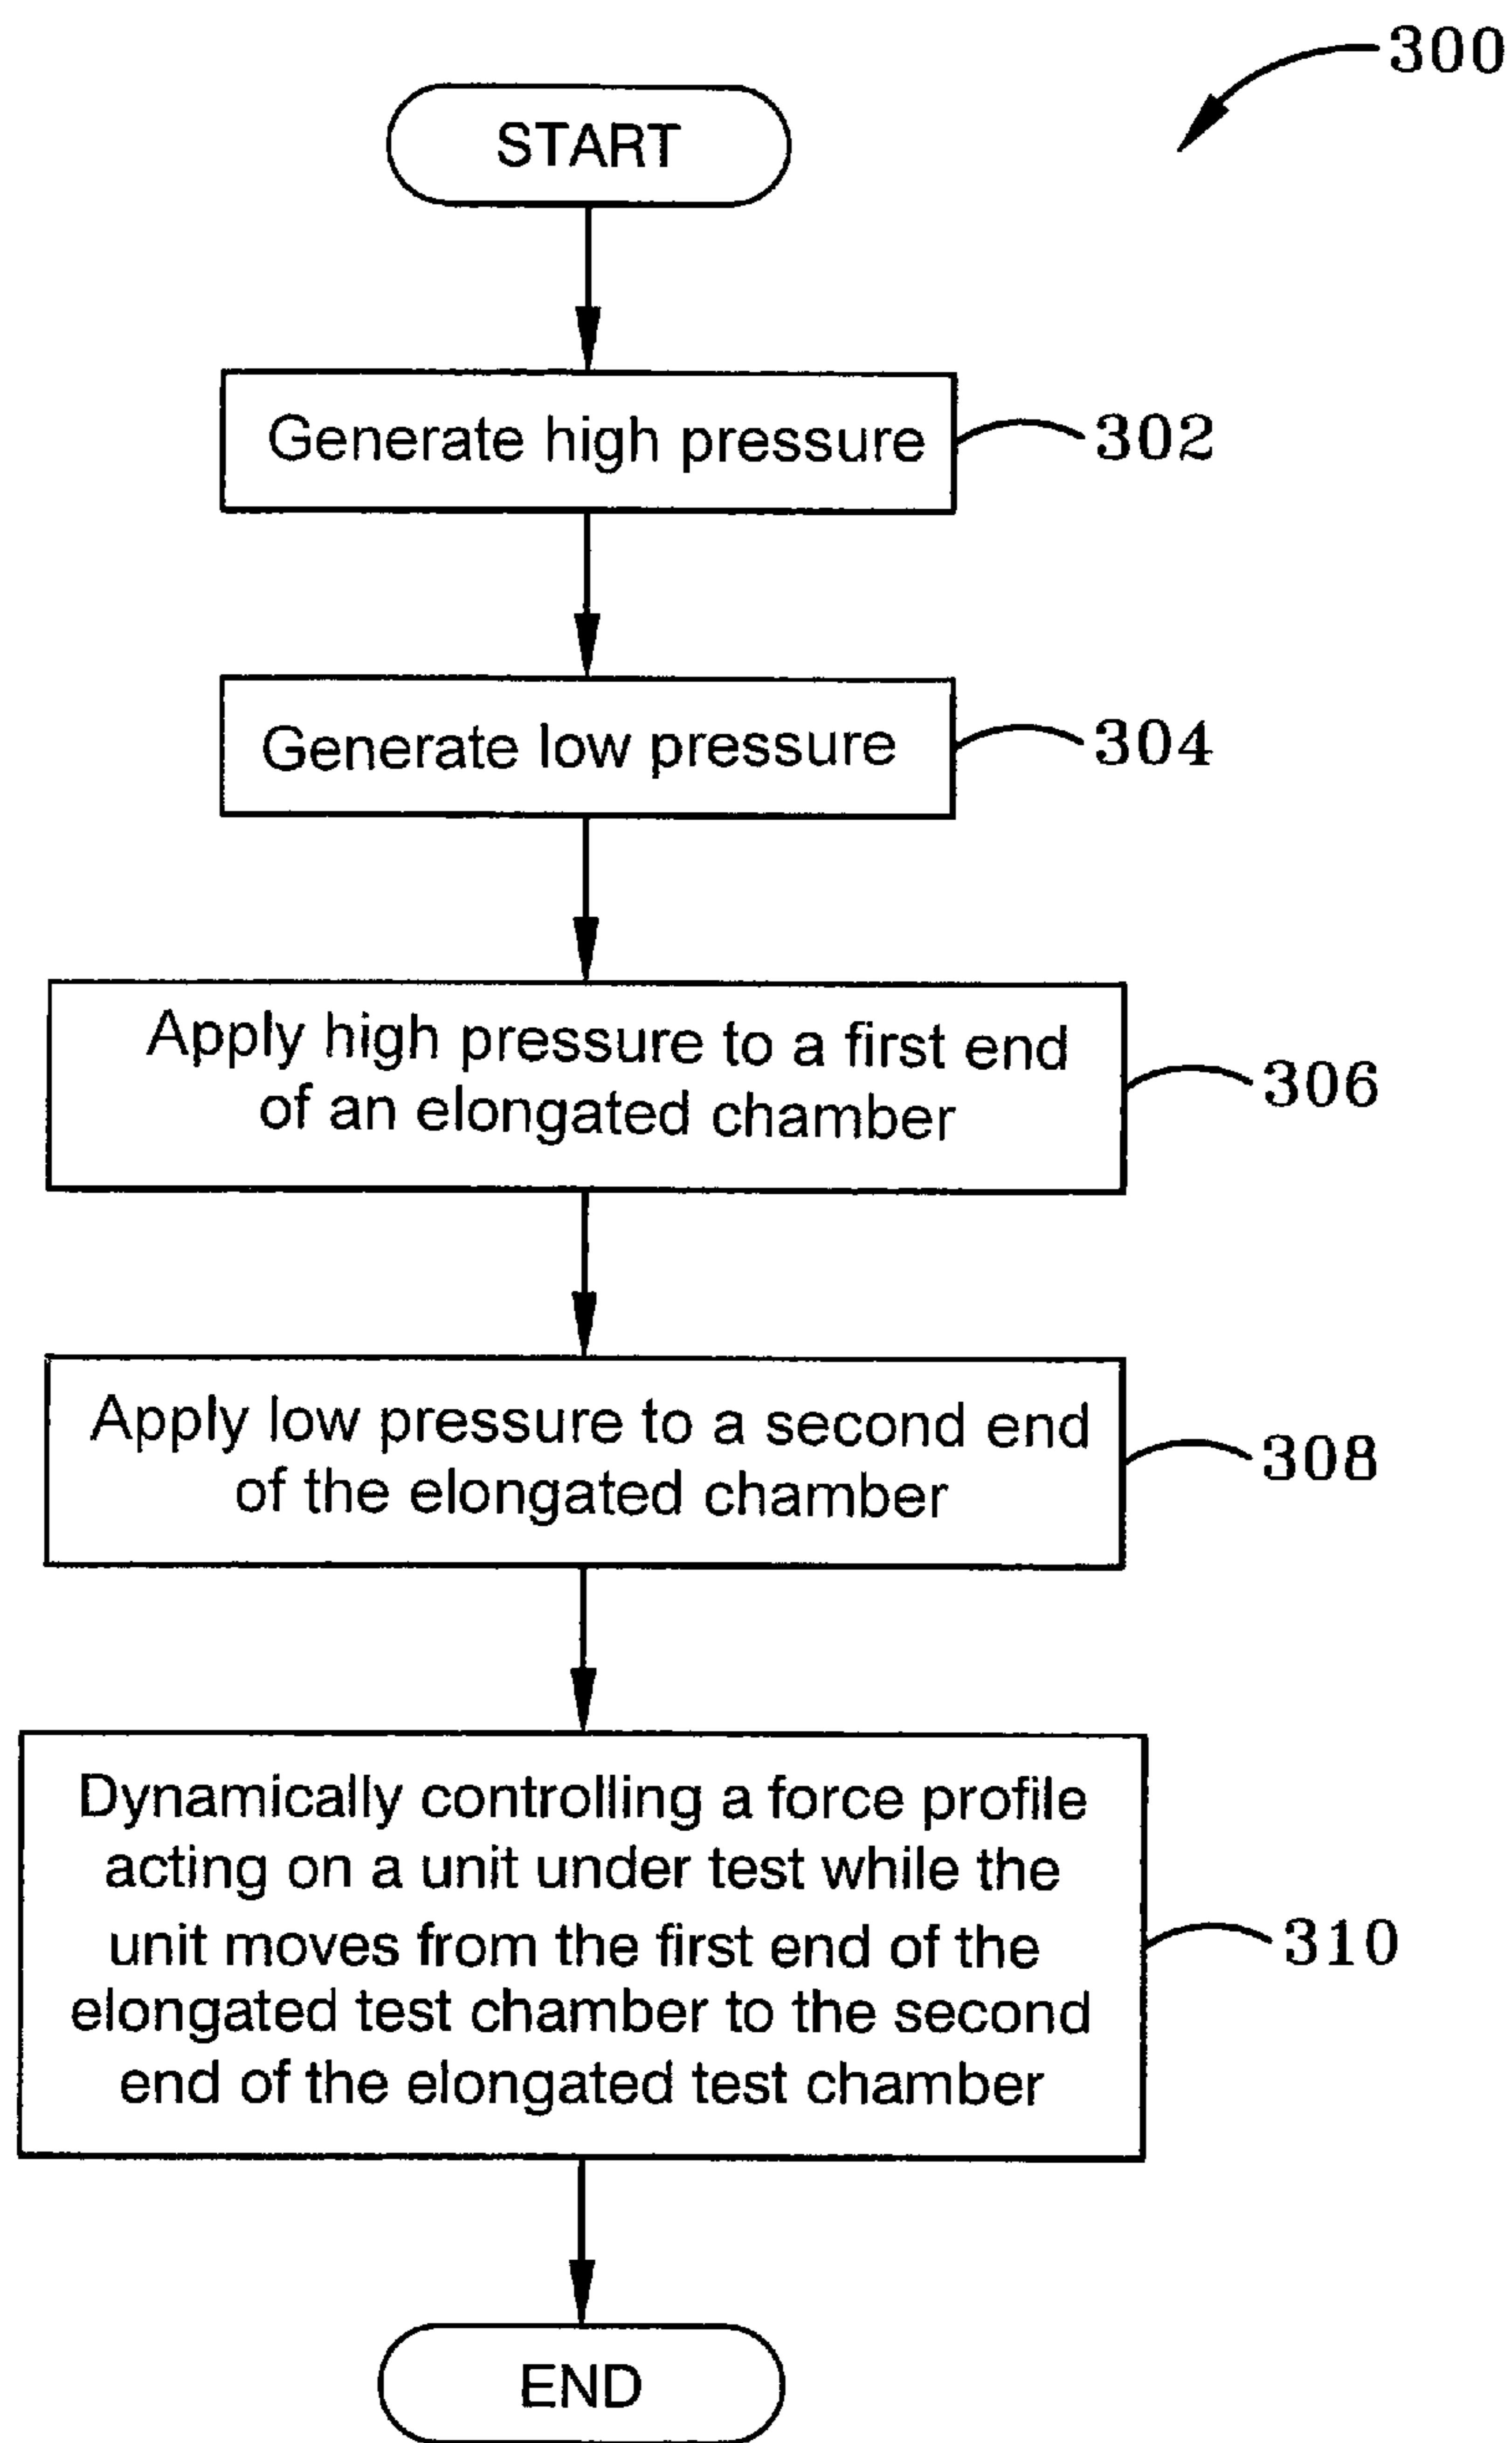 300
START
Generate high pressure
302
Generate low pressure
304
Apply high pressure to a first end
of an elongated chamber
306
Apply low pressure to a second end
of the elongated chamber
308
Dynamically controlling a force profile
acting on a unit under test while the
unit moves from the first end of the
elongated test chamber to the second
end of the elongated test chamber
310
END